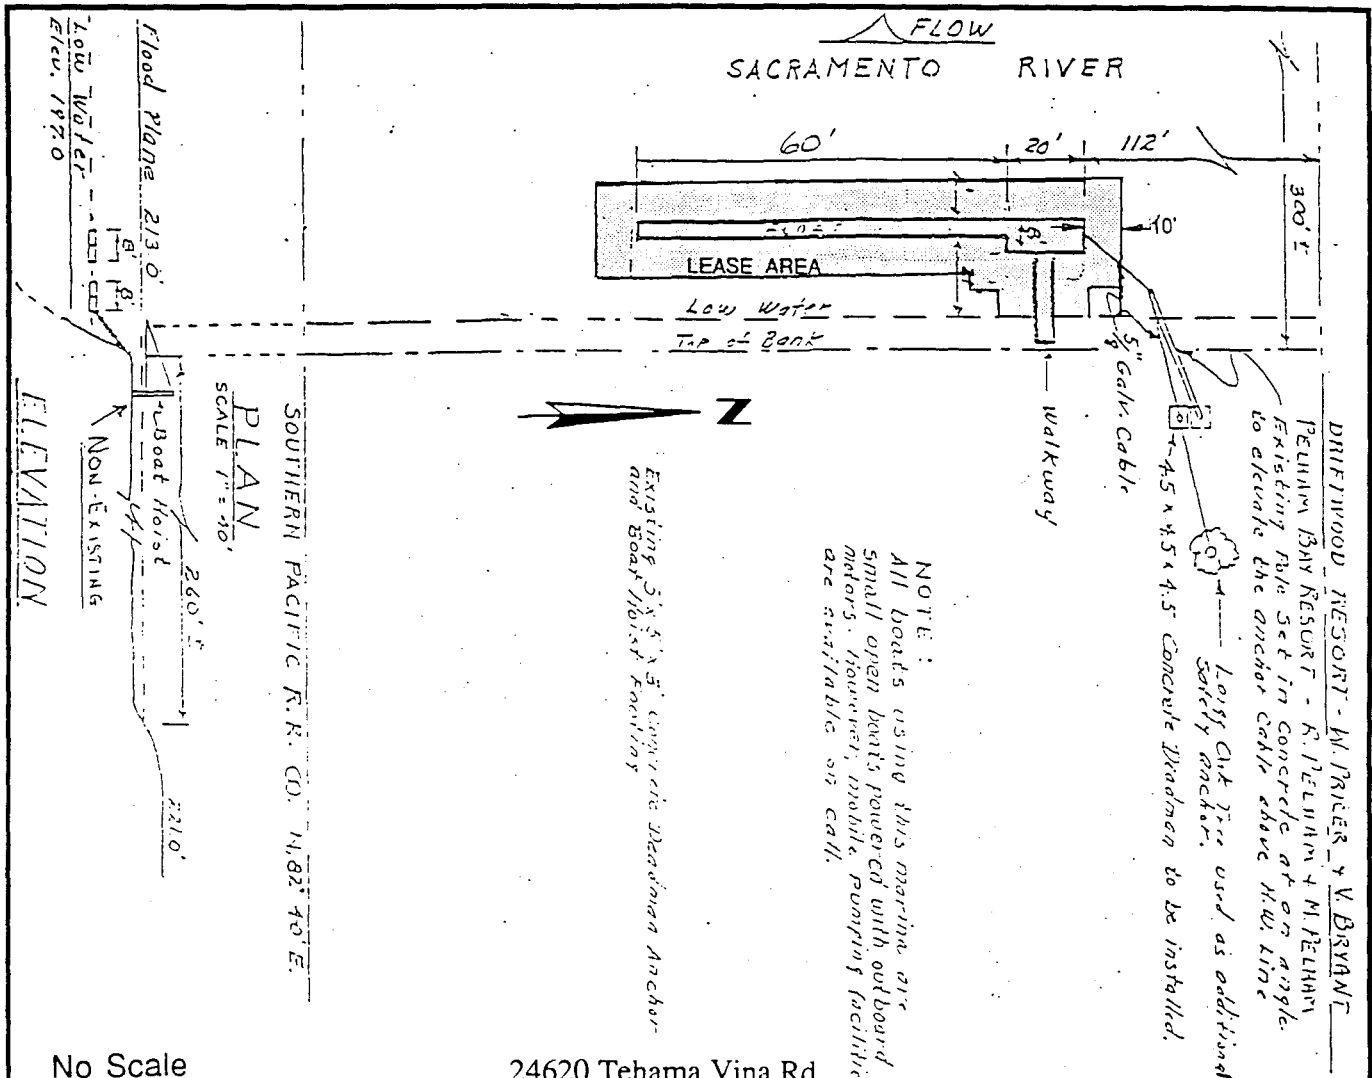 FLOW
SACRAMENTO RIVER
60'
20'
112'
300' ±
10'
8'
LEASE AREA
Low Water
Top of Bank
Walkway
5/8" Galv. Cable
Z
DRIFTWOOD RESORT - W. PRICER & V. BRYANT
PELHAM BAY RESORT - R. PELHAM & M. PELHAM
Existing Pole Set in Concrete at an angle
to elevate the anchor cable above H.W. Line
Large Oak Tree used as additional
Safety anchor.
4.5 x 4.5 x 4.5 Concrete Deadman to be installed.
NOTE:
All boats using this marina are
small open boats powered with outboard
motors. However, mobile pumping facilitie
are available on call.
Existing 5' x 5' x 5' Concrete Deadman Anchor
and Boat Hoist Footing
SOUTHERN PACIFIC R.R. CO. N. 82° 40' E.
PLAN
SCALE 1" = 40'
Flood Plane 213.0'
Low Water
Elev. 197.0
8'
8'
Boat Hoist
260' ±
221.0'
NON-EXISTING
ELEVATION
No Scale
24620 Tehama Vina Rd